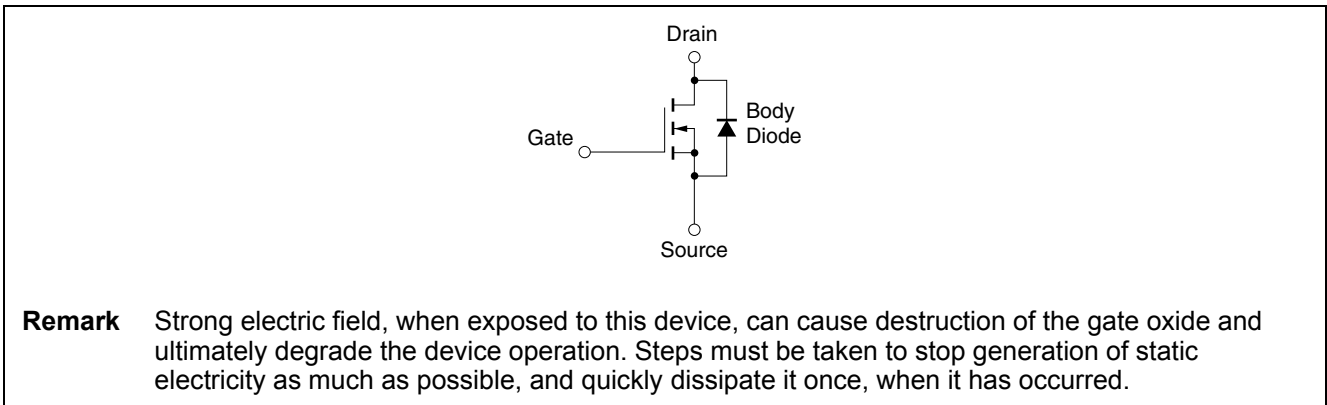 Drain
Body
Diode
Gate
Source
Remark Strong electric field, when exposed to this device, can cause destruction of the gate oxide and
ultimately degrade the device operation. Steps must be taken to stop generation of static
electricity as much as possible, and quickly dissipate it once, when it has occurred.